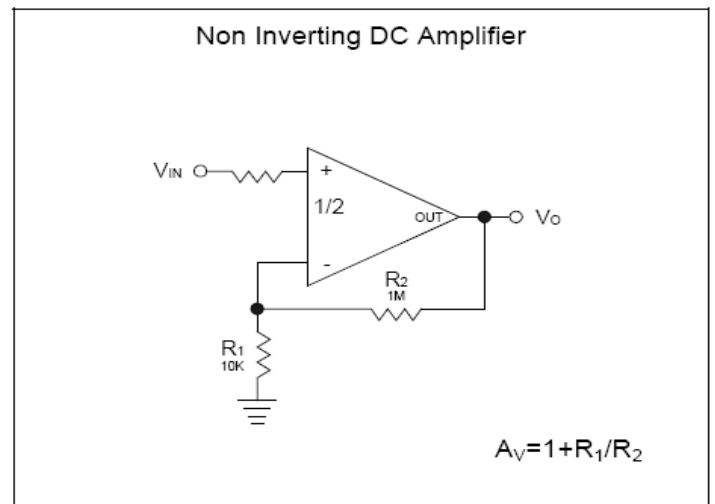 Non Inverting DC Amplifier
VIN
+
1/2
OUT
VO
-
R2
1M
R1
10K
AV=1+R1/R2